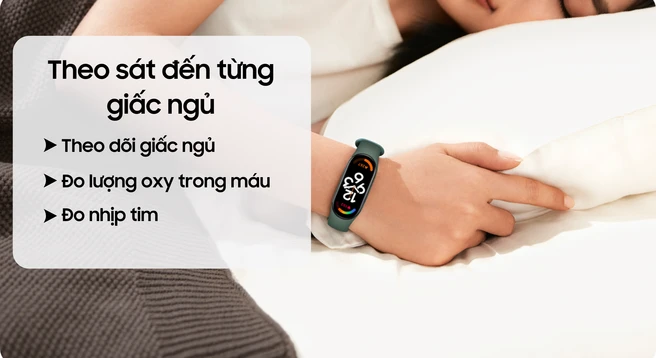 Theo sát đến từng
giấc ngủ
➤ Theo dõi giấc ngủ
➤ Đo lượng oxy trong máu
➤ Đo nhịp tim